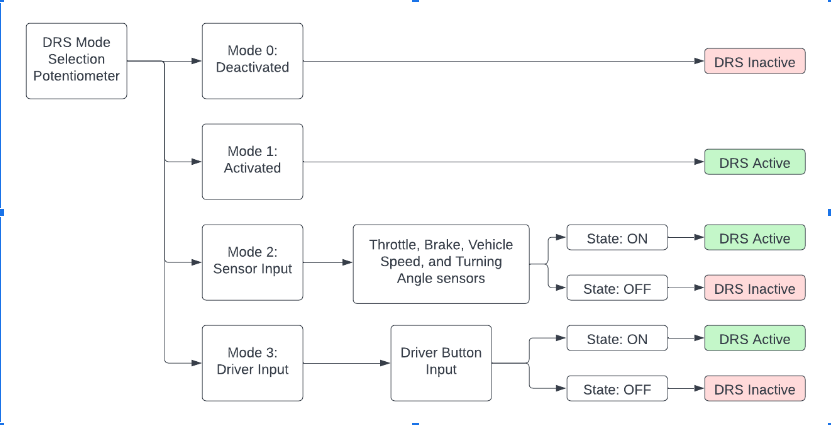 DRS Mode
Selection
Potentiometer
Mode 0:
Deactivated
DRS Inactive
Mode 1:
Activated
DRS Active
Mode 2:
Sensor Input
Throttle, Brake, Vehicle
Speed, and Turning
Angle sensors
State: ON
DRS Active
State: OFF
DRS Inactive
Mode 3:
Driver Input
Driver Button
Input
State: ON
DRS Active
State: OFF
DRS Inactive